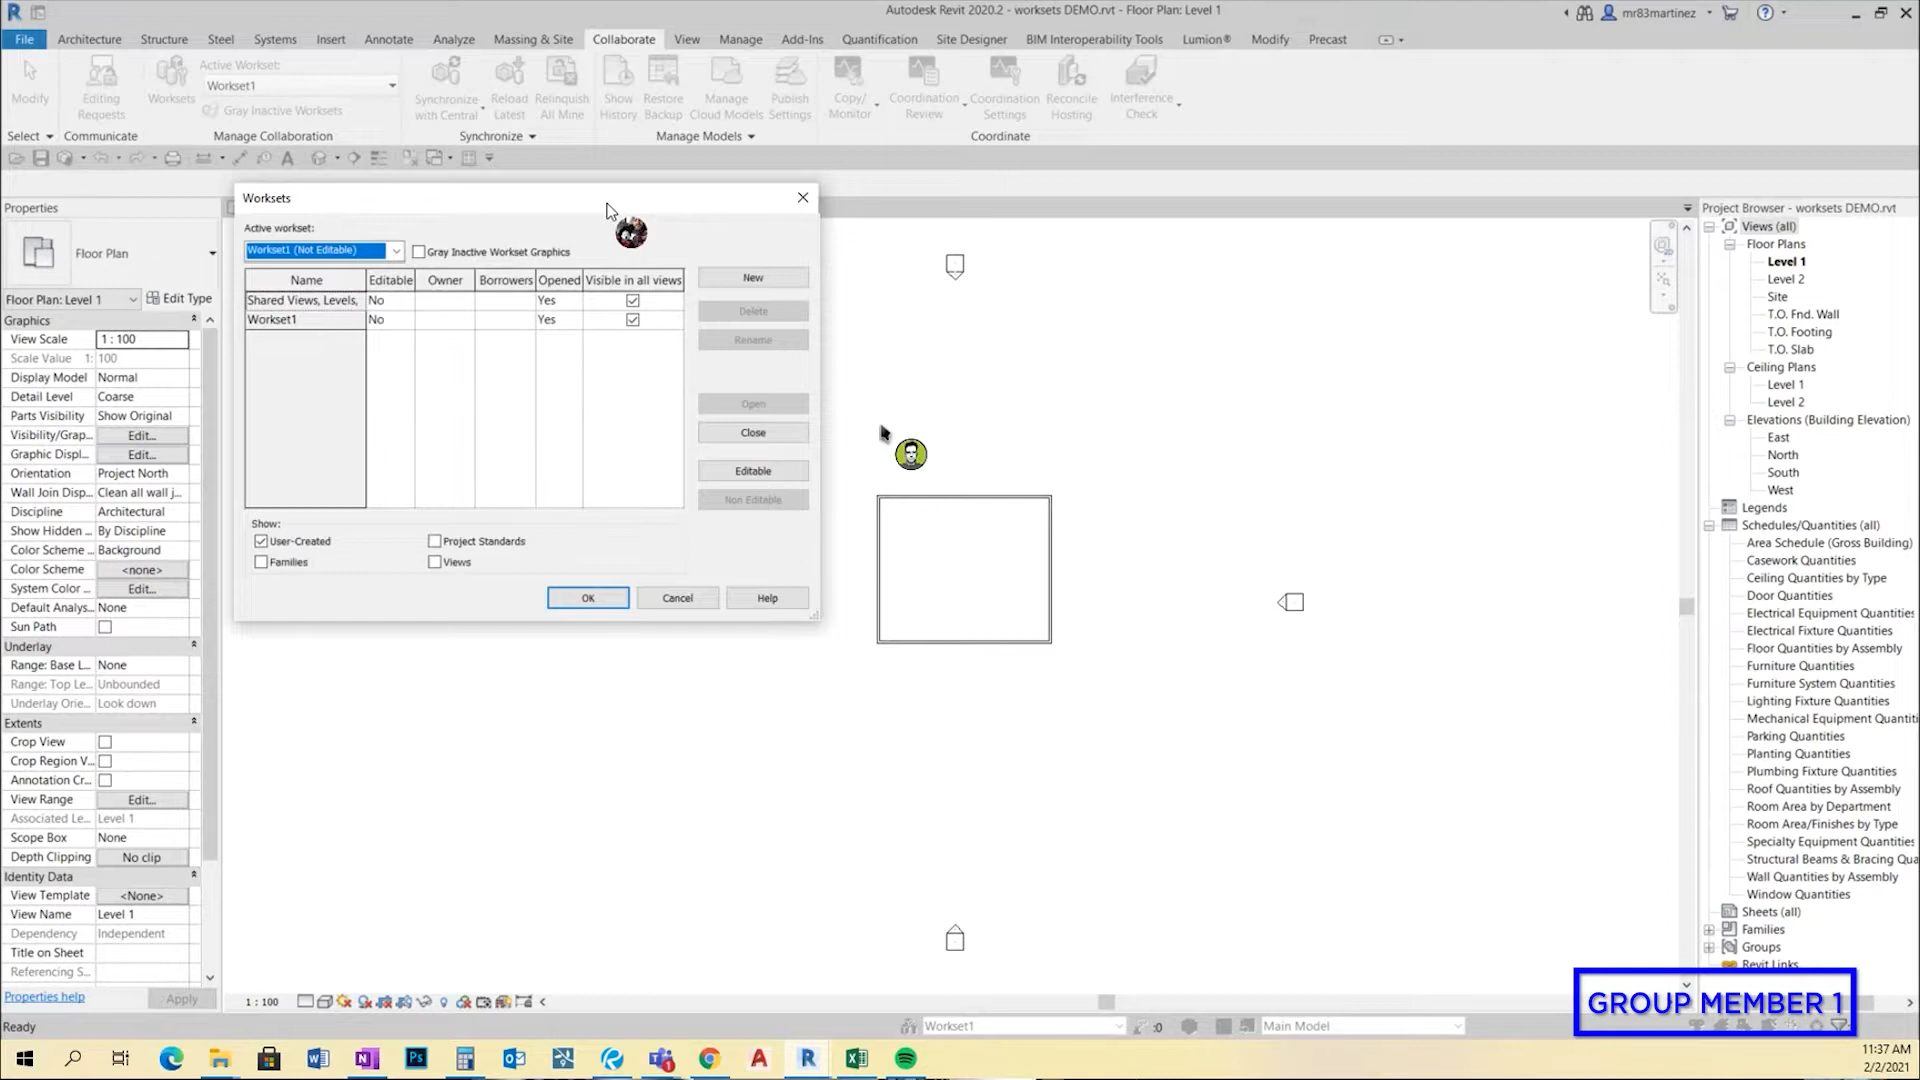 Autodesk Revit 2020.2 - worksets DEMO.rvt - Floor Plan: Level 1
mr83martinez
File Architecture Structure Steel Systems Insert Annotate Analyze Massing & Site Collaborate View Manage Add-Ins Quantification Site Designer BIM Interoperability Tools Lumion® Modify Precast
Active Workset:
Workset1
Gray Inactive Worksets
Modify
Editing Requests
Worksets
Synchronize with Central
Reload Latest
Relinquish All Mine
Show History
Restore Backup
Manage Cloud Models
Publish Settings
Copy/ Monitor
Coordination Review
Coordination Settings
Reconcile Hosting
Interference Check
Select Communicate Manage Collaboration Synchronize Manage Models Coordinate
Properties
Floor Plan
Floor Plan: Level 1 Edit Type
Graphics
View Scale 1 : 100
Scale Value 1: 100
Display Model Normal
Detail Level Coarse
Parts Visibility Show Original
Visibility/Grap... Edit...
Graphic Displ... Edit...
Orientation Project North
Wall Join Disp... Clean all wall j...
Discipline Architectural
Show Hidden ... By Discipline
Color Scheme ... Background
Color Scheme <none>
System Color ... Edit...
Default Analys... None
Sun Path
Underlay
Range: Base L... None
Range: Top Le... Unbounded
Underlay Orie... Look down
Extents
Crop View
Crop Region V...
Annotation Cr...
View Range Edit...
Associated Le... Level 1
Scope Box None
Depth Clipping No clip
Identity Data
View Template <None>
View Name Level 1
Dependency Independent
Title on Sheet
Referencing S...
Properties help Apply
Worksets
Active workset:
Workset1 (Not Editable) Gray Inactive Workset Graphics
Name Editable Owner Borrowers Opened Visible in all views
Shared Views, Levels, No Yes
Workset1 No Yes
New
Delete
Rename
Open
Close
Editable
Non Editable
Show:
User-Created Project Standards
Families Views
OK Cancel Help
Project Browser - worksets DEMO.rvt
Views (all)
Floor Plans
Level 1
Level 2
Site
T.O. Fnd. Wall
T.O. Footing
T.O. Slab
Ceiling Plans
Level 1
Level 2
Elevations (Building Elevation)
East
North
South
West
Legends
Schedules/Quantities (all)
Area Schedule (Gross Building)
Casework Quantities
Ceiling Quantities by Type
Door Quantities
Electrical Equipment Quantities
Electrical Fixture Quantities
Floor Quantities by Assembly
Furniture Quantities
Furniture System Quantities
Lighting Fixture Quantities
Mechanical Equipment Quantiti
Parking Quantities
Planting Quantities
Plumbing Fixture Quantities
Roof Quantities by Assembly
Room Area by Department
Room Area/Finishes by Type
Specialty Equipment Quantities
Structural Beams & Bracing Qua
Wall Quantities by Assembly
Window Quantities
Sheets (all)
Families
Groups
Revit Links
GROUP MEMBER 1
1 : 100
Ready
Workset1
:0
Main Model
11:37 AM
2/2/2021